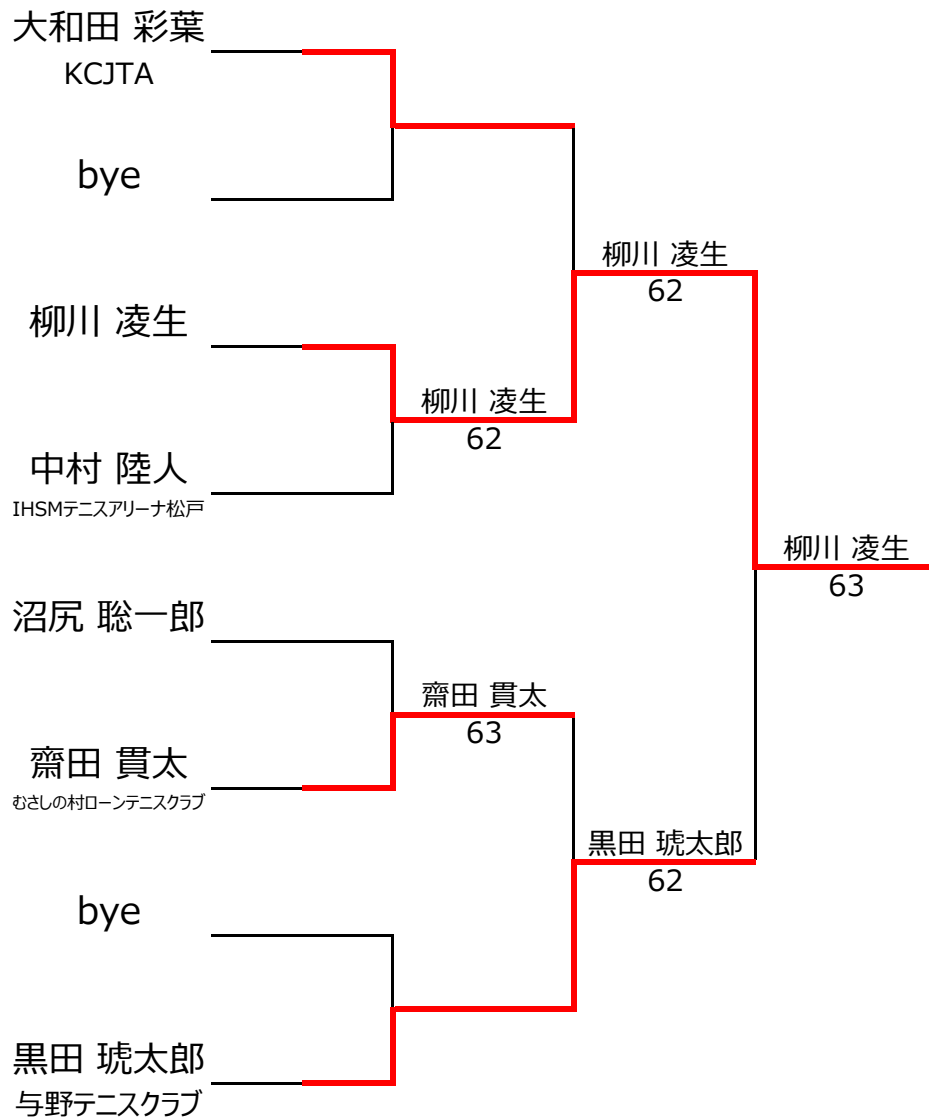 大和田 彩葉
KCJTA
bye
柳川 凌生
62
柳川 凌生
柳川 凌生
62
中村 陸人
IHSMテニスアリーナ松戸
柳川 凌生
63
沼尻 聡一郎
齋田 貫太
63
齋田 貫太
むさしの村ローンテニスクラブ
黒田 琥太郎
62
bye
黒田 琥太郎
与野テニスクラブ